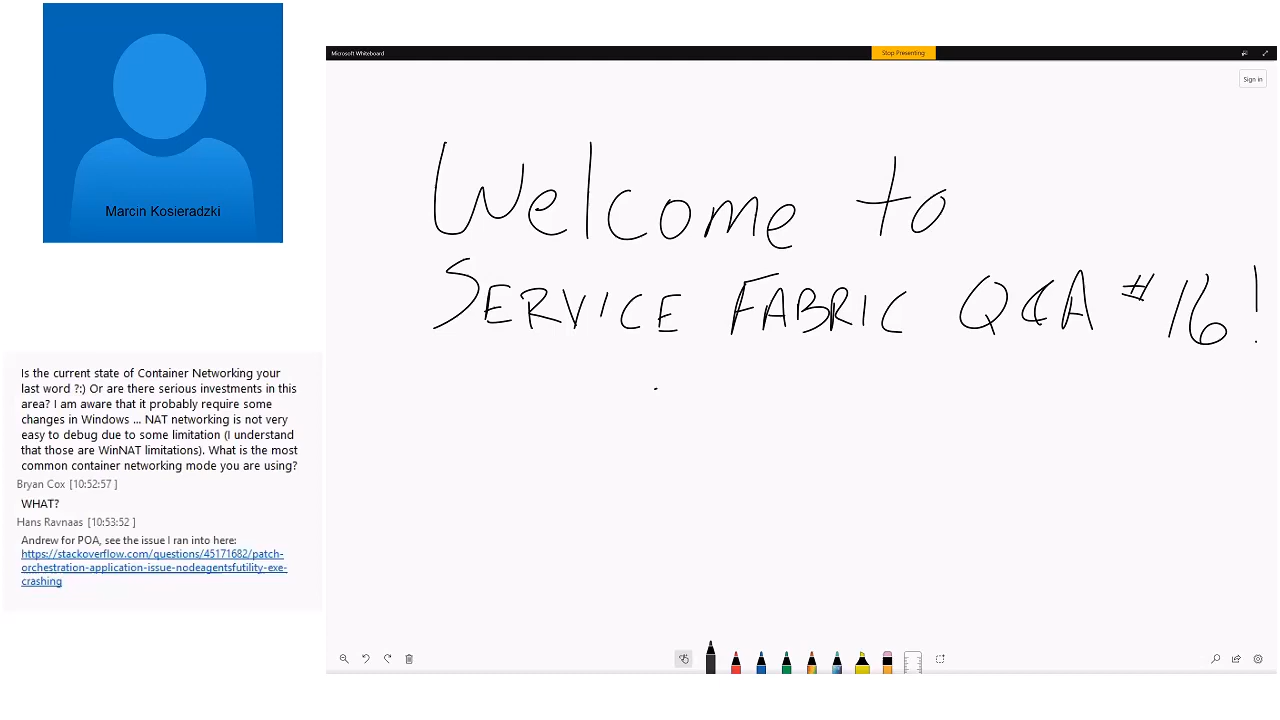 Marcin Kosieradzki
Is the current state of Container Networking your
last word ?:) Or are there serious investments in this
area? I am aware that it probably require some
changes in Windows ... NAT networking is not very
easy to debug due to some limitation (I understand
that those are WinNAT limitations). What is the most
common container networking mode you are using?
Bryan Cox [10:52:57 ]
WHAT?
Hans Ravnaas [10:53:52 ]
Andrew for POA, see the issue I ran into here:
https://stackoverflow.com/questions/45171682/patch-
orchestration-application-issue-nodeagentsfutility-exe-
crashing
Microsoft Whiteboard
Stop Presenting
Sign in
Welcome to
SERVICE FABRIC Q&A #16!